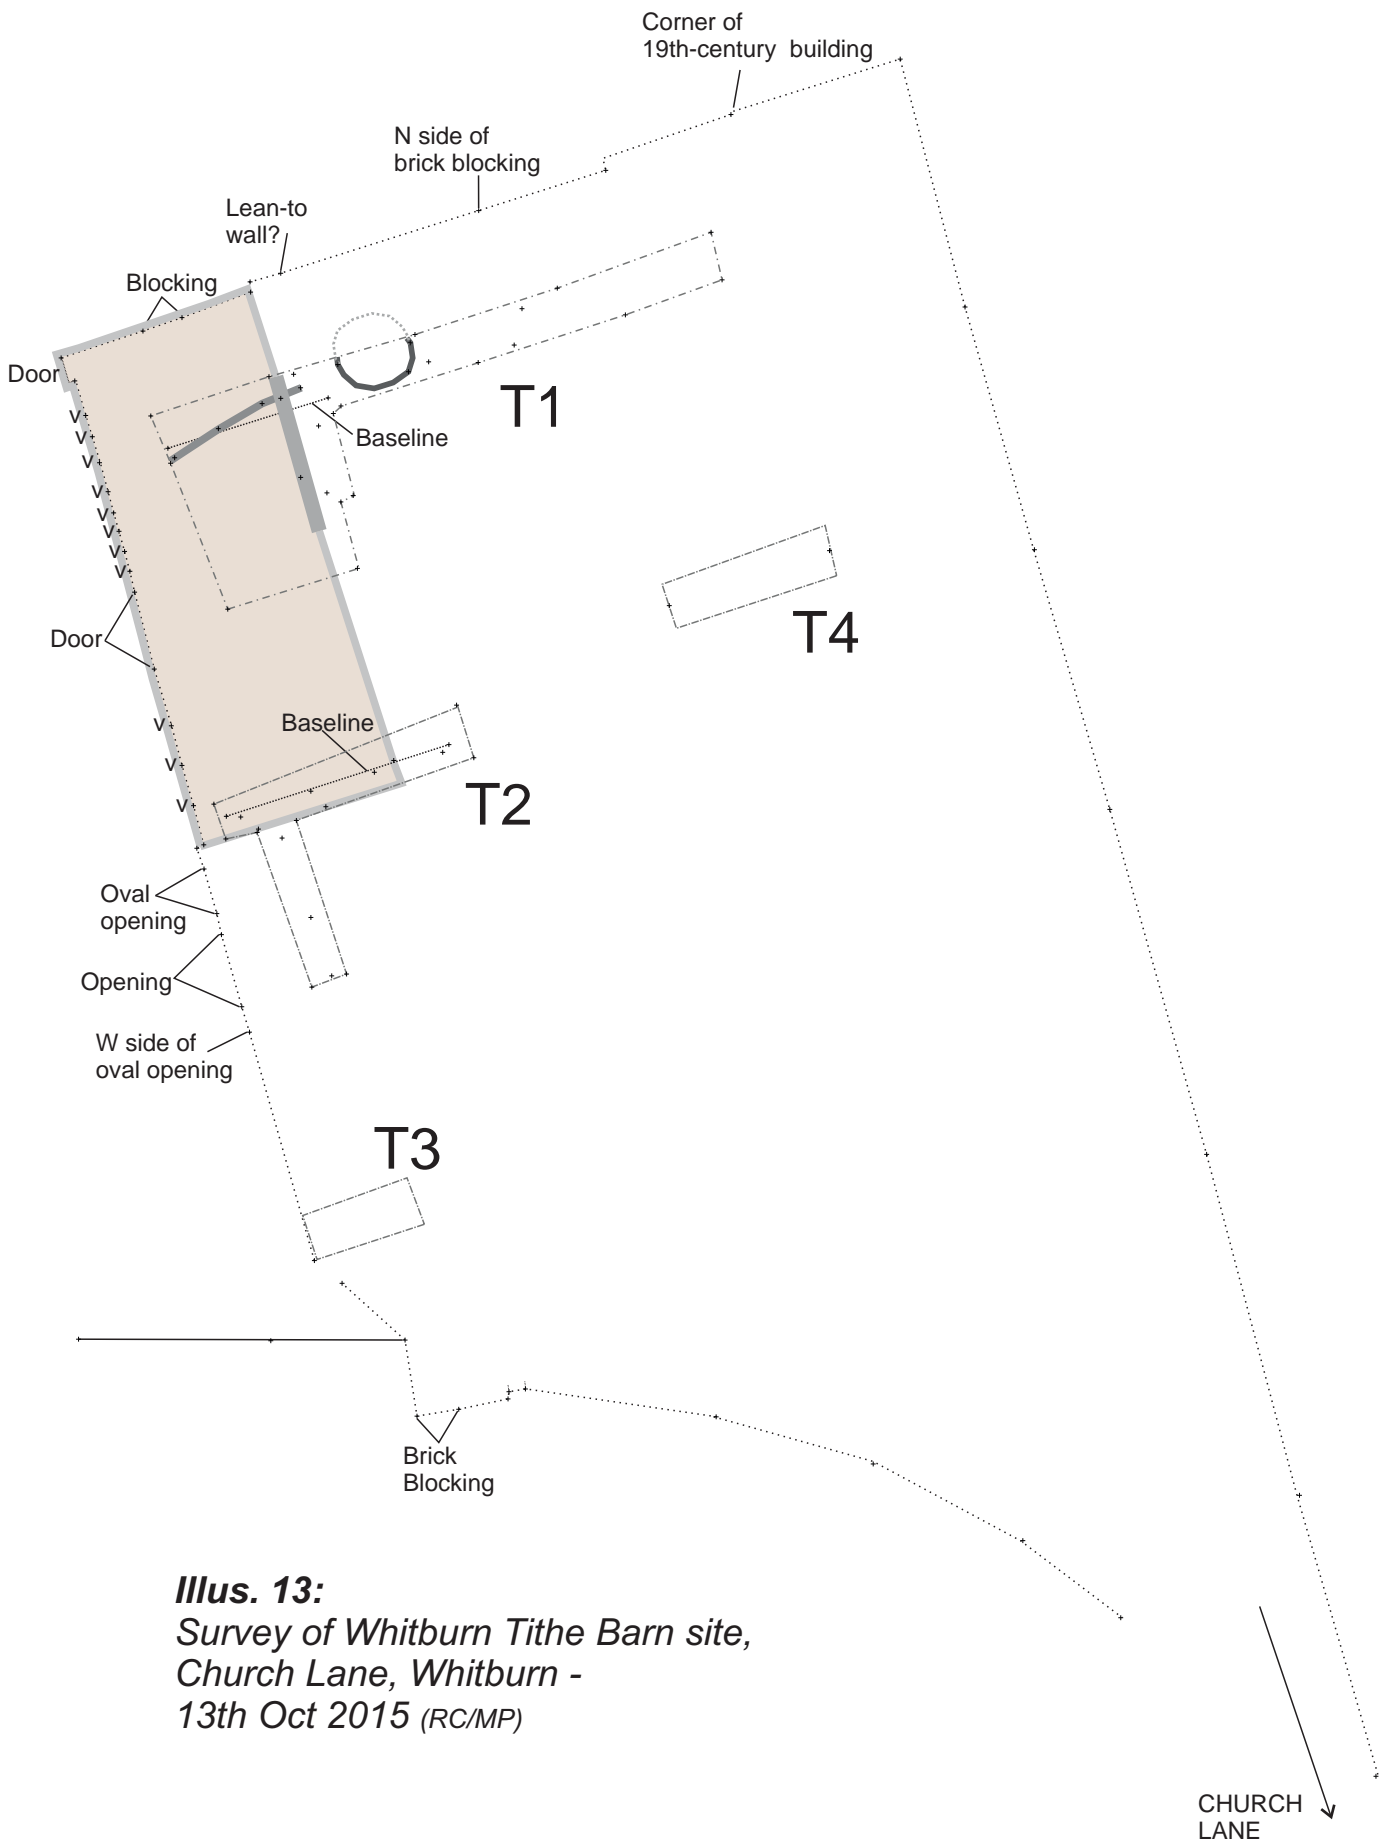 Corner of
19th-century building
N side of
brick blocking
Lean-to
wall?
Blocking
Door
T1
v
v
Baseline
v
v
v
v
v
v
T4
Door
v
Baseline
v
T2
v
Oval
opening
Opening
W side of
oval opening
T3
Brick
Blocking
Illus. 13:
Survey of Whitburn Tithe Barn site,
Church Lane, Whitburn -
13th Oct 2015 (RC/MP)
CHURCH
LANE